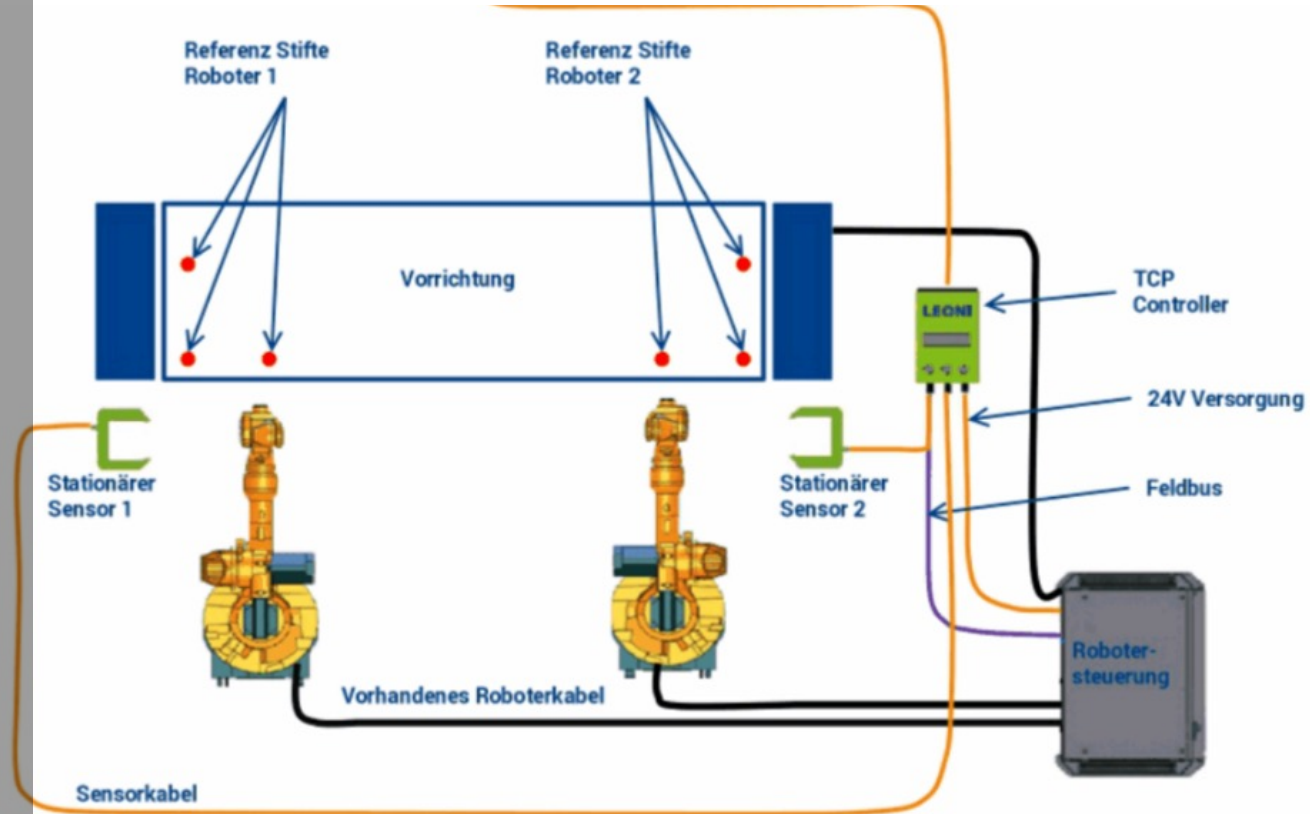 Referenz Stifte
Roboter 1
Referenz Stifte
Roboter 2
Vorrichtung
LEONI
TCP
Controller
24V Versorgung
Stationärer
Sensor 1
Stationärer
Sensor 2
Feldbus
Roboter-
steuerung
Vorhandenes Roboterkabel
Sensorkabel